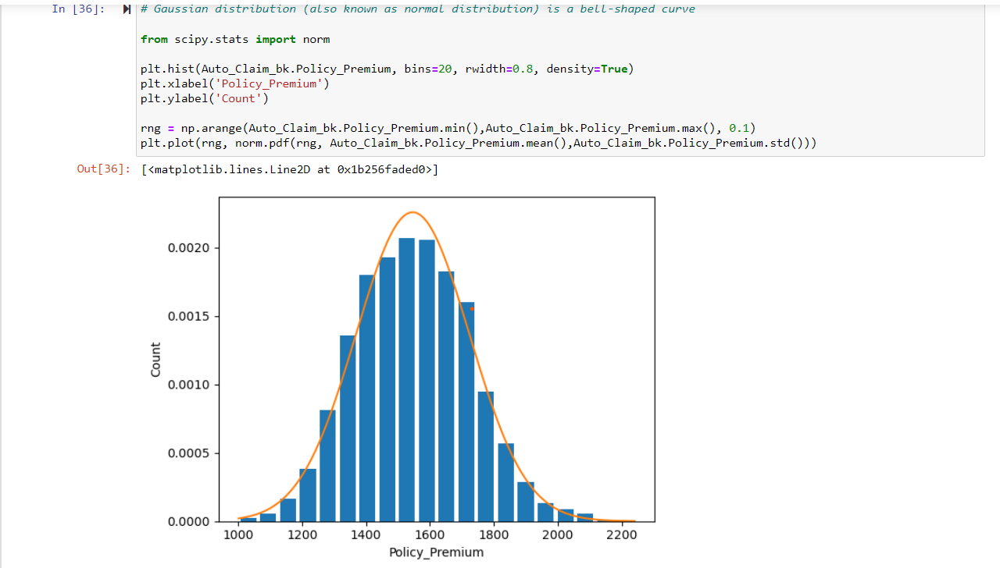 In [36]: # Gaussian distribution (also known as normal distribution) is a bell-shaped curve
from scipy.stats import norm
plt.hist(Auto_Claim_bk.Policy_Premium, bins=20, rwidth=0.8, density=True)
plt.xlabel('Policy_Premium')
plt.ylabel('Count')
rng = np.arange(Auto_Claim_bk.Policy_Premium.min(),Auto_Claim_bk.Policy_Premium.max(), 0.1)
plt.plot(rng, norm.pdf(rng, Auto_Claim_bk.Policy_Premium.mean(),Auto_Claim_bk.Policy_Premium.std()))
Out[36]: [<matplotlib.lines.Line2D at 0x1b256faded0>]
0.0020
0.0015
0.0010
0.0005
0.0000
Count
1000 1200 1400 1600 1800 2000 2200
Policy_Premium